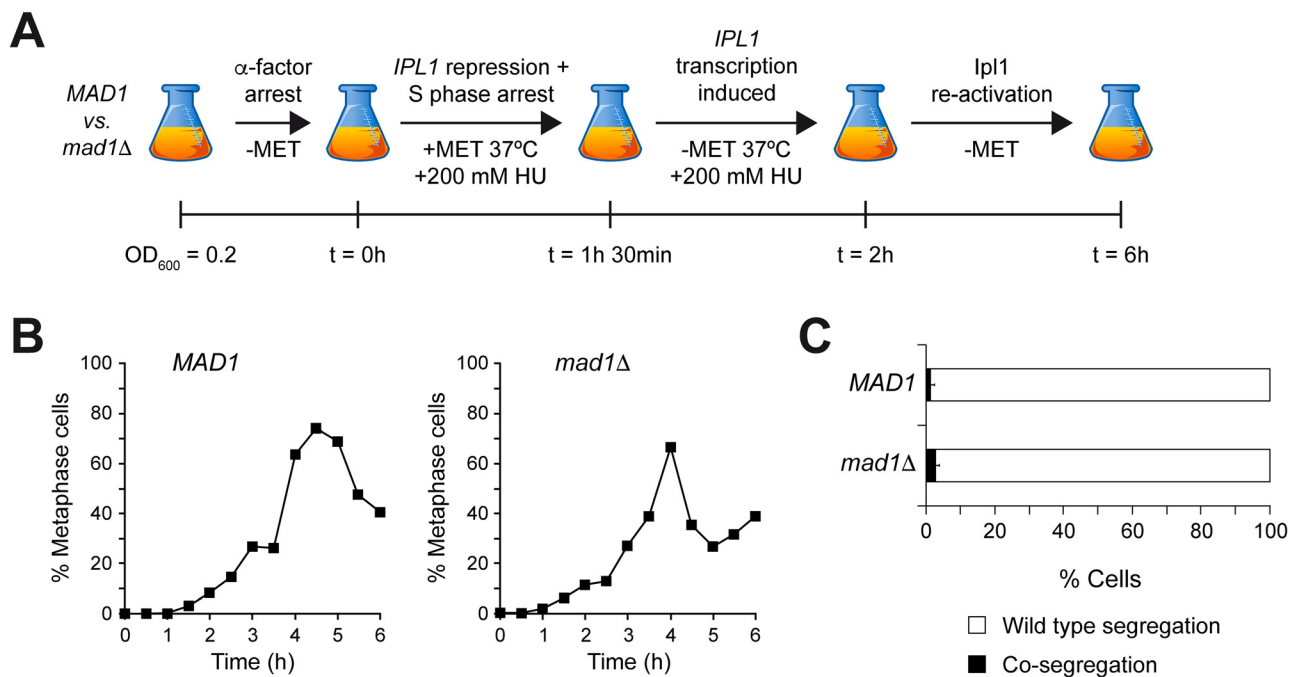 A
MAD1
vs.
mad1Δ
α-factor
arrest
-MET
IPL1 repression +
S phase arrest
+MET 37ºC
+200 mM HU
IPL1
transcription
induced
-MET 37ºC
+200 mM HU
Ipl1
re-activation
-MET
OD600 = 0.2
t = 0h
t = 1h 30min
t = 2h
t = 6h
B
MAD1
% Metaphase cells
100
80
60
40
20
0
0 1 2 3 4 5 6
Time (h)
mad1Δ
% Metaphase cells
100
80
60
40
20
0
0 1 2 3 4 5 6
Time (h)
C
MAD1
mad1Δ
0 20 40 60 80 100
% Cells
Wild type segregation
Co-segregation